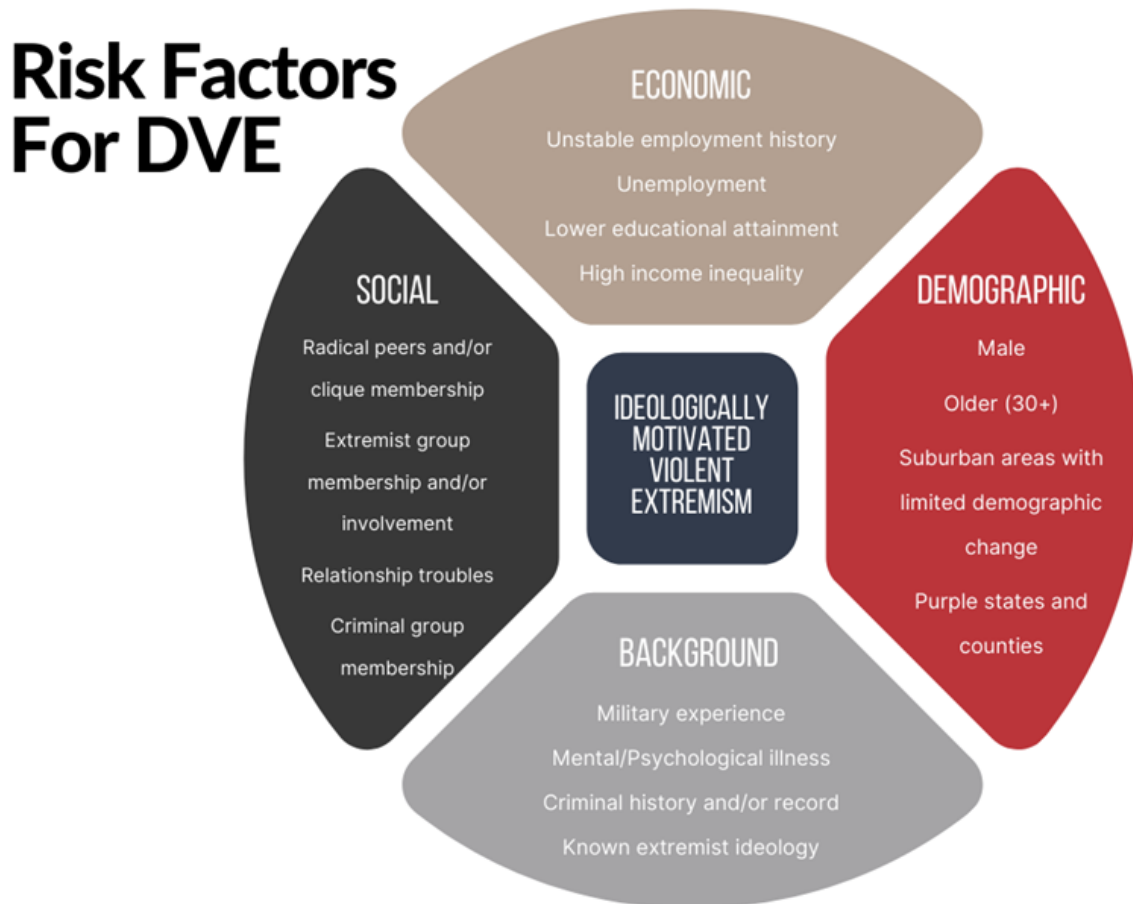 Risk Factors
For DVE
ECONOMIC
Unstable employment history
Unemployment
Lower educational attainment
High income inequality
SOCIAL
Radical peers and/or
clique membership
Extremist group
membership and/or
involvement
Relationship troubles
Criminal group
membership
IDEOLOGICALLY
MOTIVATED
VIOLENT
EXTREMISM
DEMOGRAPHIC
Male
Older (30+)
Suburban areas with
limited demographic
change
Purple states and
counties
BACKGROUND
Military experience
Mental/Psychological illness
Criminal history and/or record
Known extremist ideology